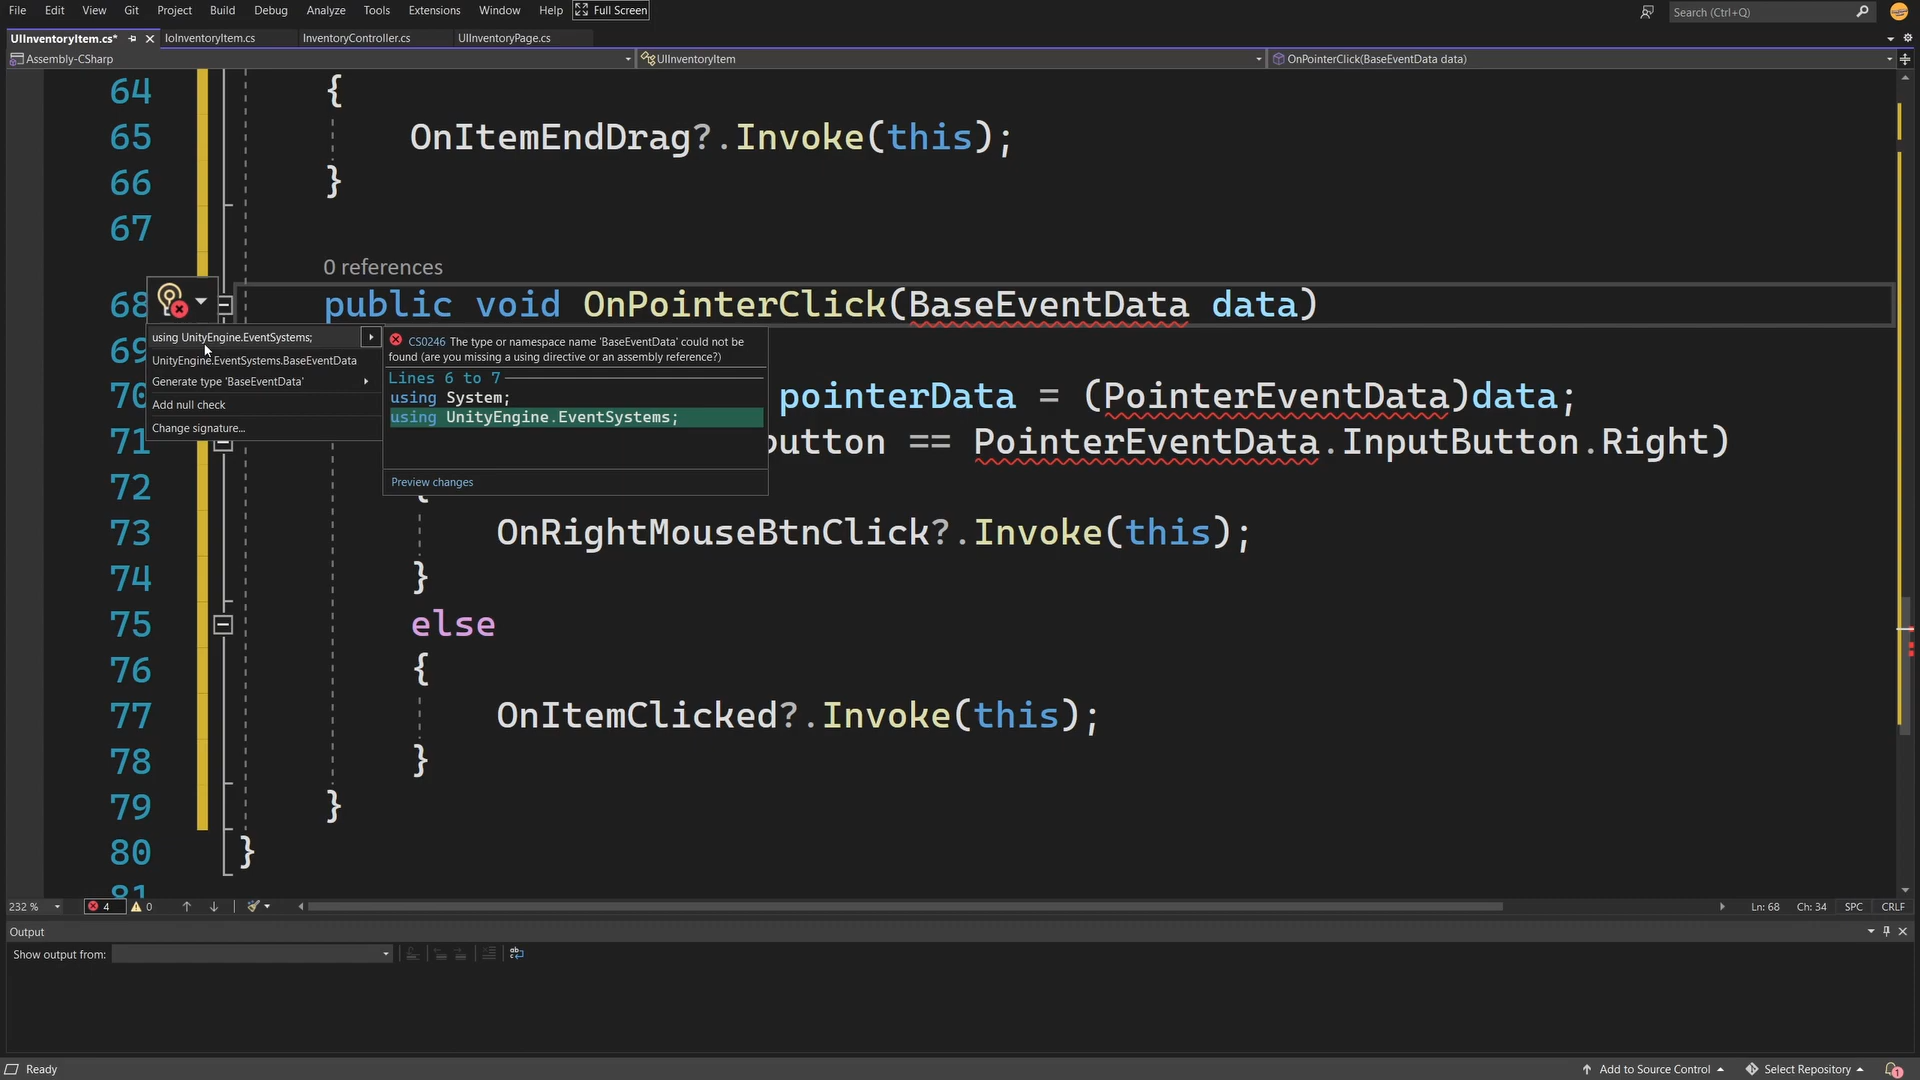 File Edit View Git Project Build Debug Analyze Tools Extensions Window Help Full Screen Search (Ctrl+Q)
UIInventoryItem.cs* IoInventoryItem.cs InventoryController.cs UIInventoryPage.cs
Assembly-CSharp UIInventoryItem OnPointerClick(BaseEventData data)
64 {
65 OnItemEndDrag?.Invoke(this);
66 }
67
0 references
68 public void OnPointerClick(BaseEventData data)
69
70 pointerData = (PointerEventData)data;
71 button == PointerEventData.InputButton.Right)
72 {
73 OnRightMouseBtnClick?.Invoke(this);
74 }
75 else
76 {
77 OnItemClicked?.Invoke(this);
78 }
79 }
80 }
81
using UnityEngine.EventSystems;
UnityEngine.EventSystems.BaseEventData
Generate type 'BaseEventData'
Add null check
Change signature...
CS0246 The type or namespace name 'BaseEventData' could not be
found (are you missing a using directive or an assembly reference?)
Lines 6 to 7
using System;
using UnityEngine.EventSystems;
Preview changes
232 % 4 0 Ln: 68 Ch: 34 SPC CRLF
Output
Show output from:
Ready Add to Source Control Select Repository 1